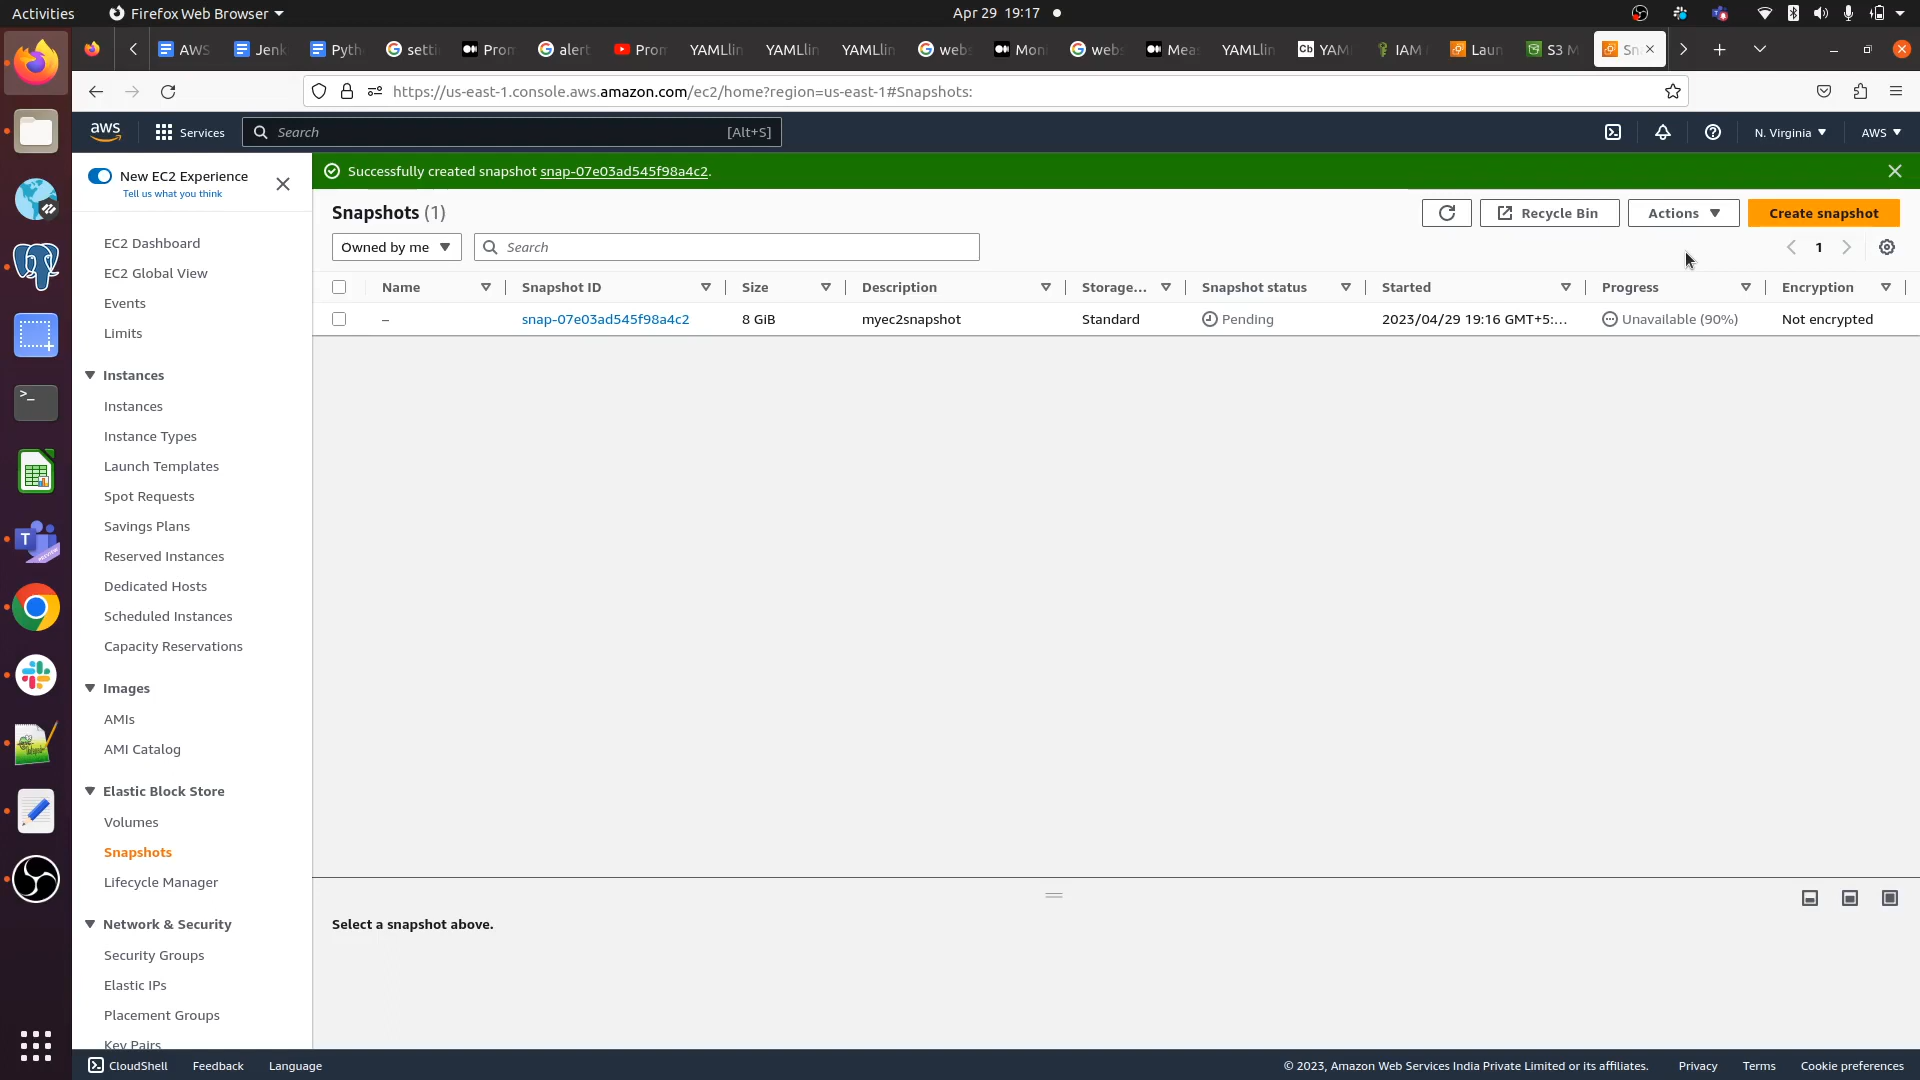 Activities
Firefox Web Browser
Apr 29 19:17
AWS
Jenk
Pyth
setti
Prom
alert
Prom
YAMLlin
YAMLlin
YAMLlin
webs
Moni
webs
Meas
YAMLlin
Cb YAM
IAM
Laun
S3 M
Sn
https://us-east-1.console.aws.amazon.com/ec2/home?region=us-east-1#Snapshots:
aws
Services
Search
[Alt+S]
N. Virginia
AWS
New EC2 Experience
Tell us what you think
EC2 Dashboard
EC2 Global View
Events
Limits
Instances
Instances
Instance Types
Launch Templates
Spot Requests
Savings Plans
Reserved Instances
Dedicated Hosts
Scheduled Instances
Capacity Reservations
Images
AMIs
AMI Catalog
Elastic Block Store
Volumes
Snapshots
Lifecycle Manager
Network & Security
Security Groups
Elastic IPs
Placement Groups
Key Pairs
Successfully created snapshot snap-07e03ad545f98a4c2.
Snapshots (1)
Recycle Bin
Actions
Create snapshot
Owned by me
Search
1
Name
Snapshot ID
Size
Description
Storage...
Snapshot status
Started
Progress
Encryption
–
snap-07e03ad545f98a4c2
8 GiB
myec2snapshot
Standard
Pending
2023/04/29 19:16 GMT+5:...
Unavailable (90%)
Not encrypted
Select a snapshot above.
CloudShell
Feedback
Language
© 2023, Amazon Web Services India Private Limited or its affiliates.
Privacy
Terms
Cookie preferences